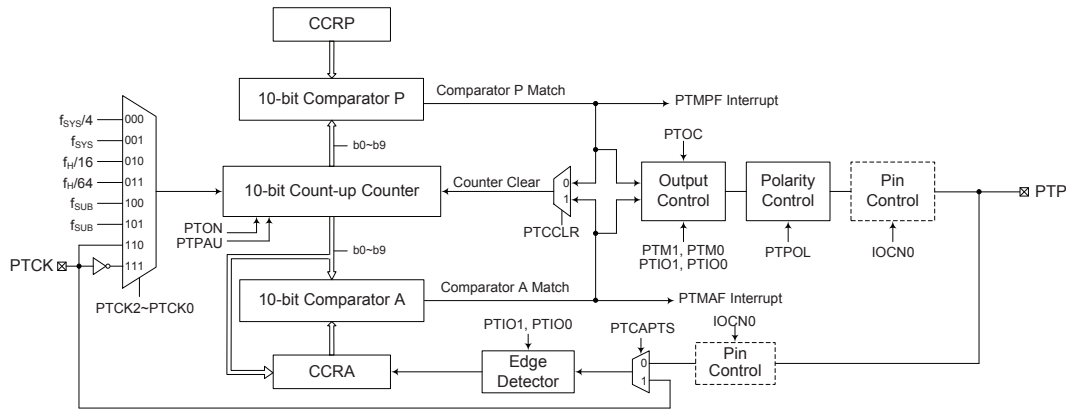 CCRP
10-bit Comparator P
Comparator P Match
PTMPF Interrupt
fSYS/4
000
fSYS
001
fH/16
010
fH/64
011
fSUB
100
fSUB
101
110
111
PTCK
PTCK2~PTCK0
b0~b9
10-bit Count-up Counter
PTON
PTPAU
Counter Clear
0
1
PTCCLR
PTOC
Output
Control
PTM1, PTM0
PTIO1, PTIO0
Polarity
Control
PTPOL
Pin
Control
IOCN0
PTP
b0~b9
10-bit Comparator A
Comparator A Match
PTMAF Interrupt
CCRA
PTIO1, PTIO0
Edge
Detector
PTCAPTS
0
1
IOCN0
Pin
Control